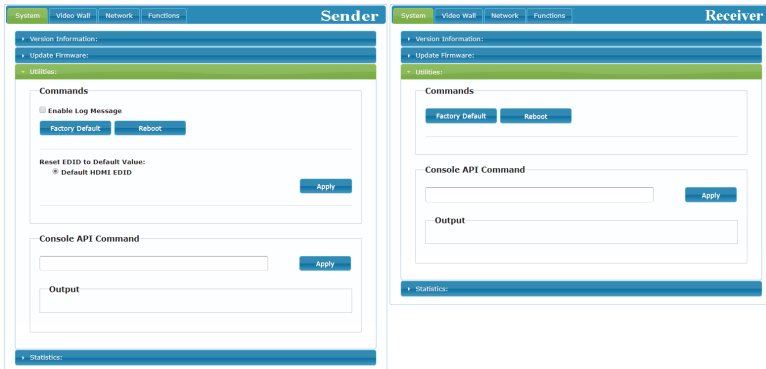 System Video Wall Network Functions Sender
Version Information:
Update Firmware:
Utilities:
Commands
Enable Log Message
Factory Default Reboot
Reset EDID to Default Value:
Default HDMI EDID
Apply
Console API Command
Apply
Output
Statistics:
System Video Wall Network Functions Receiver
Version Information:
Update Firmware:
Utilities:
Commands
Factory Default Reboot
Console API Command
Apply
Output
Statistics: